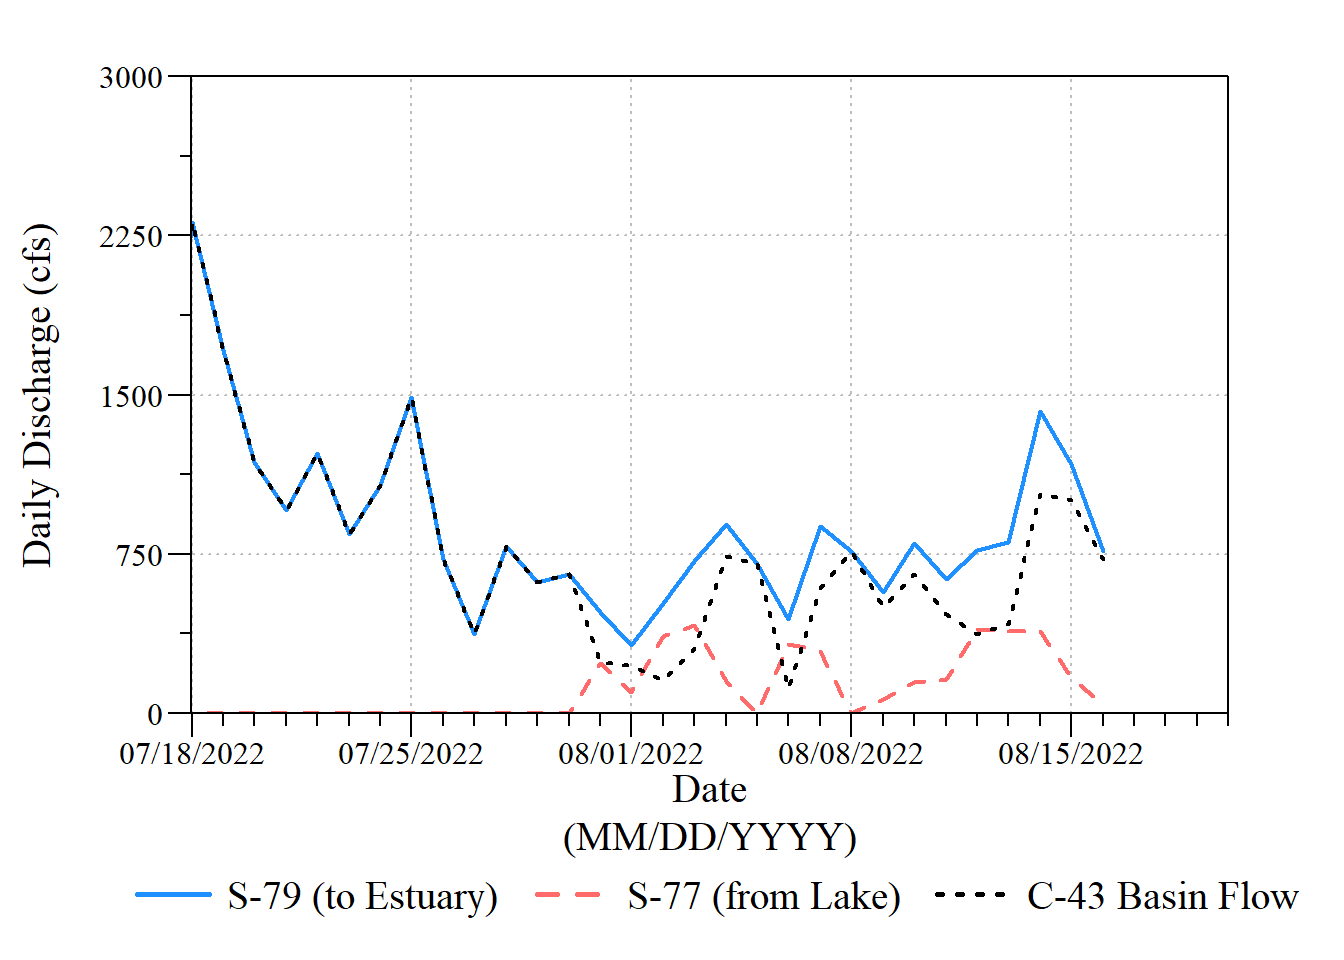 3000
2250
1500
750
0
Daily Discharge (cfs)
07/18/2022 07/25/2022 08/01/2022 08/08/2022 08/15/2022
Date
(MM/DD/YYYY)
S-79 (to Estuary) S-77 (from Lake) C-43 Basin Flow